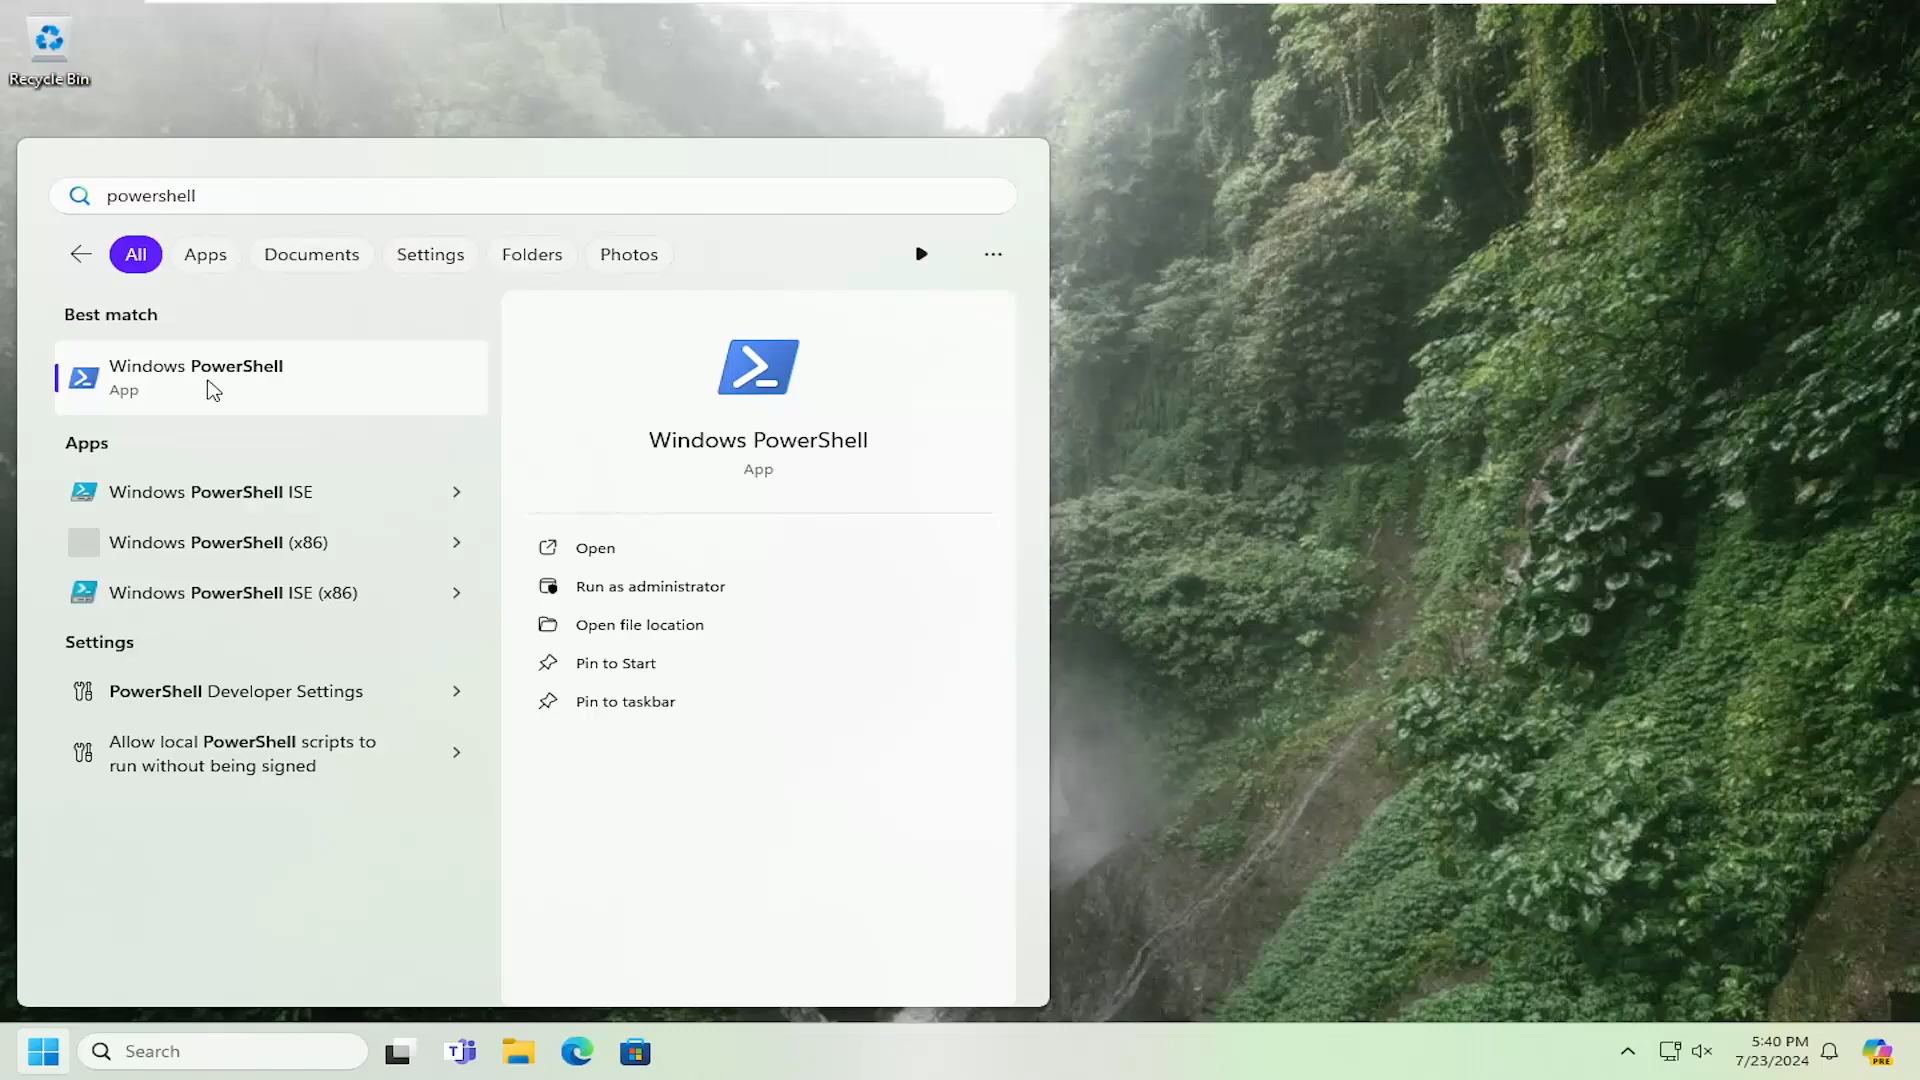 Recycle Bin
powershell
All Apps Documents Settings Folders Photos
Best match
Windows PowerShell
App
Apps
Windows PowerShell ISE
Windows PowerShell (x86)
Windows PowerShell ISE (x86)
Settings
PowerShell Developer Settings
Allow local PowerShell scripts to
run without being signed
Windows PowerShell
App
Open
Run as administrator
Open file location
Pin to Start
Pin to taskbar
Search
5:40 PM
7/23/2024
PRE